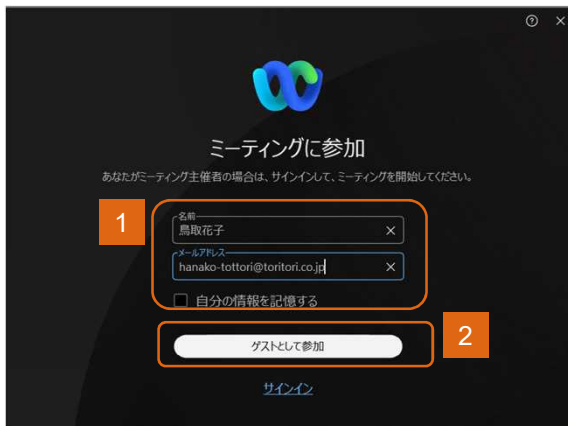 ミーティングに参加
あなたがミーティング主催者の場合は、サインインして、ミーティングを開始してください。
1
名前
鳥取花子
メールアドレス
hanako-tottori@toritori.co.jp
自分の情報を記憶する
ゲストとして参加
2
サインイン